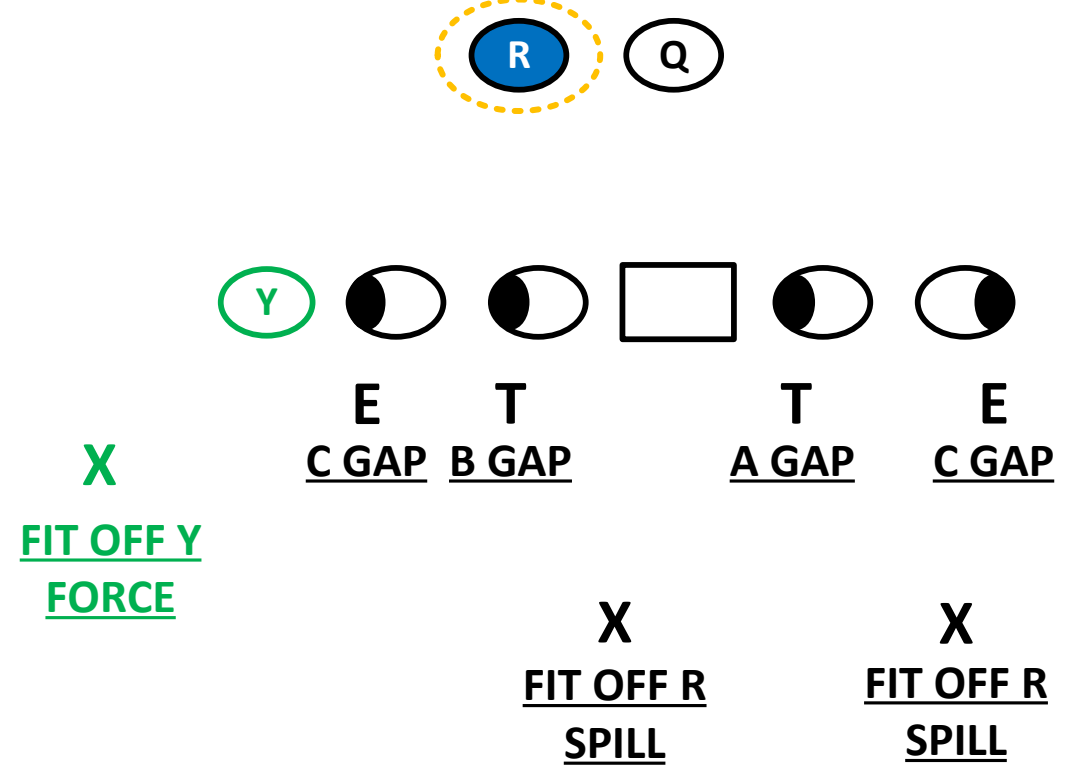 R Q
Y
E T T E
C GAP B GAP A GAP C GAP
X
FIT OFF Y
FORCE
X X
FIT OFF R FIT OFF R
SPILL SPILL